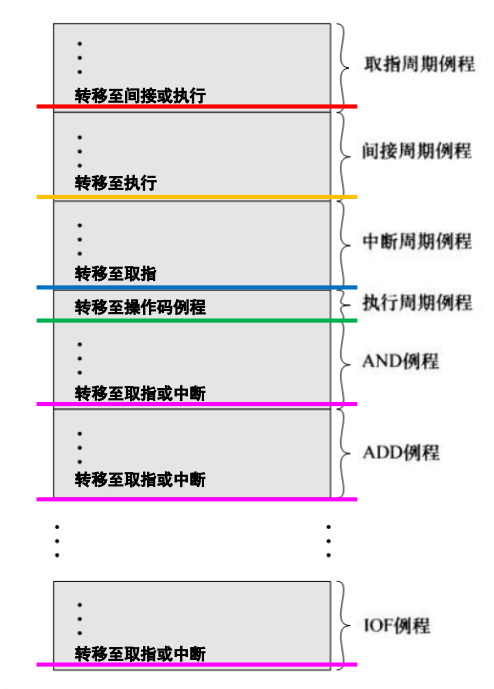 取指周期例程
转移至间接或执行
间接周期例程
转移至执行
中断周期例程
转移至取指
转移至操作码例程
执行周期例程
AND例程
转移至取指或中断
ADD例程
转移至取指或中断
IOF例程
转移至取指或中断